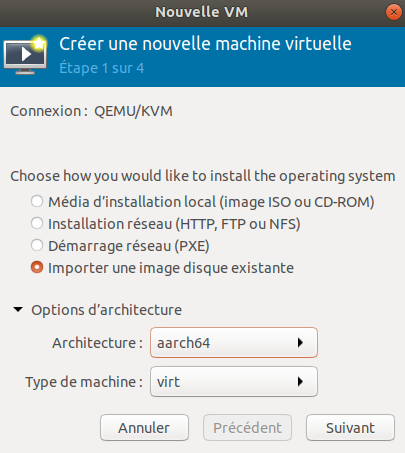 Nouvelle VM
Créer une nouvelle machine virtuelle
Étape 1 sur 4
Connexion : QEMU/KVM
Choose how you would like to install the operating system
Média d'installation local (image ISO ou CD-ROM)
Installation réseau (HTTP, FTP ou NFS)
Démarrage réseau (PXE)
Importer une image disque existante
Options d'architecture
Architecture : aarch64
Type de machine : virt
Annuler Précédent Suivant